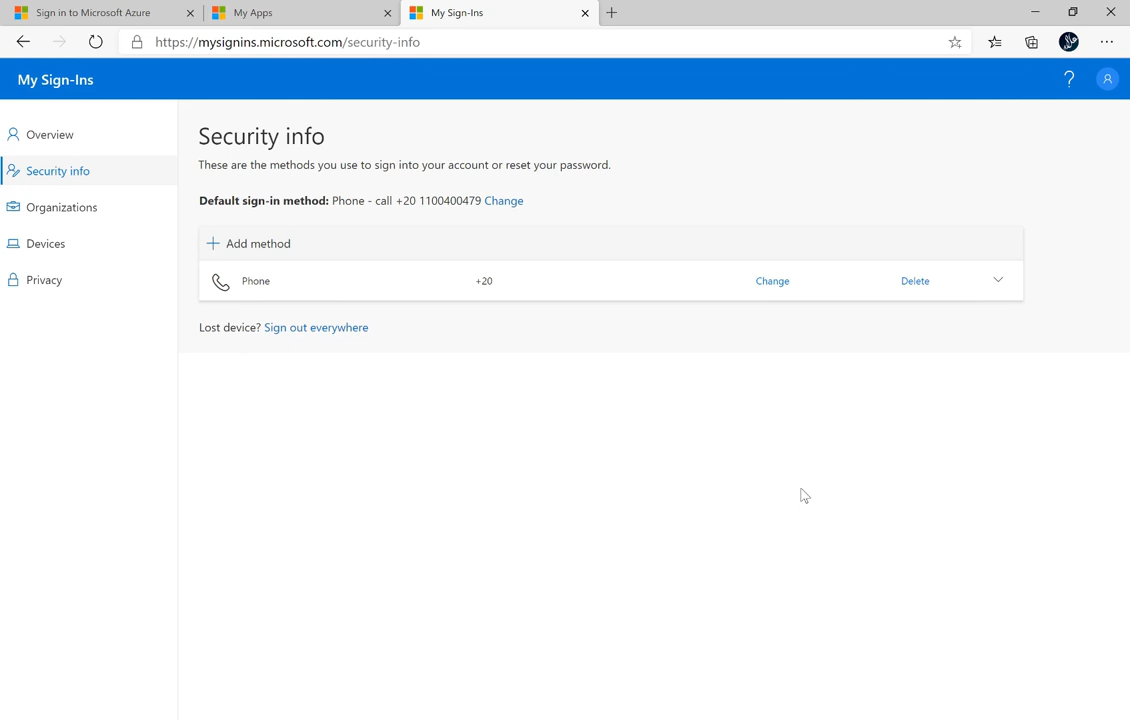 Sign in to Microsoft Azure
My Apps
My Sign-Ins
https://mysignins.microsoft.com/security-info
My Sign-Ins
?
Overview
Security info
Organizations
Devices
Privacy
Security info
These are the methods you use to sign into your account or reset your password.
Default sign-in method: Phone - call +20 1100400479 Change
Add method
Phone +20 Change Delete
Lost device? Sign out everywhere